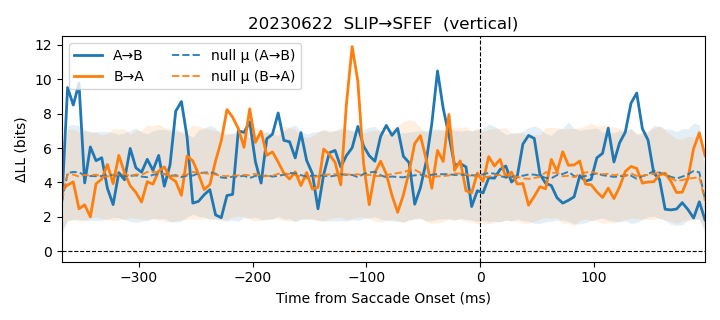 20230622  SLIP→SFEF  (vertical)
12
10
8
6
4
2
0
ΔLL (bits)
A→B
B→A
null μ (A→B)
null μ (B→A)
−300
−200
−100
0
100
Time from Saccade Onset (ms)